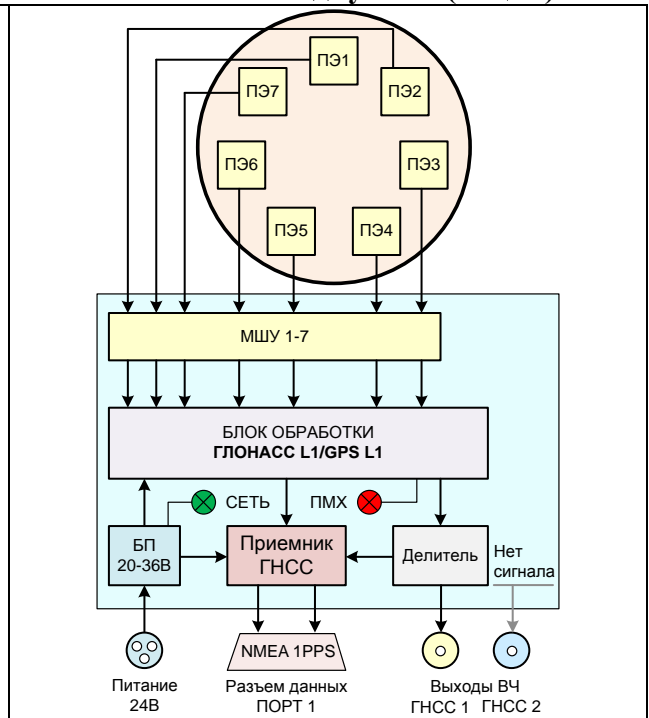 ПЭ1
ПЭ7
ПЭ2
ПЭ6
ПЭ3
ПЭ5
ПЭ4
МШУ 1-7
БЛОК ОБРАБОТКИ
ГЛОНАСС L1/GPS L1
СЕТЬ
ПМХ
БП
20-36В
Приемник
ГНСС
Делитель
Нет
сигнала
NMEA 1PPS
Питание
24В
Разъем данных
ПОРТ 1
Выходы ВЧ
ГНСС 1
ГНСС 2